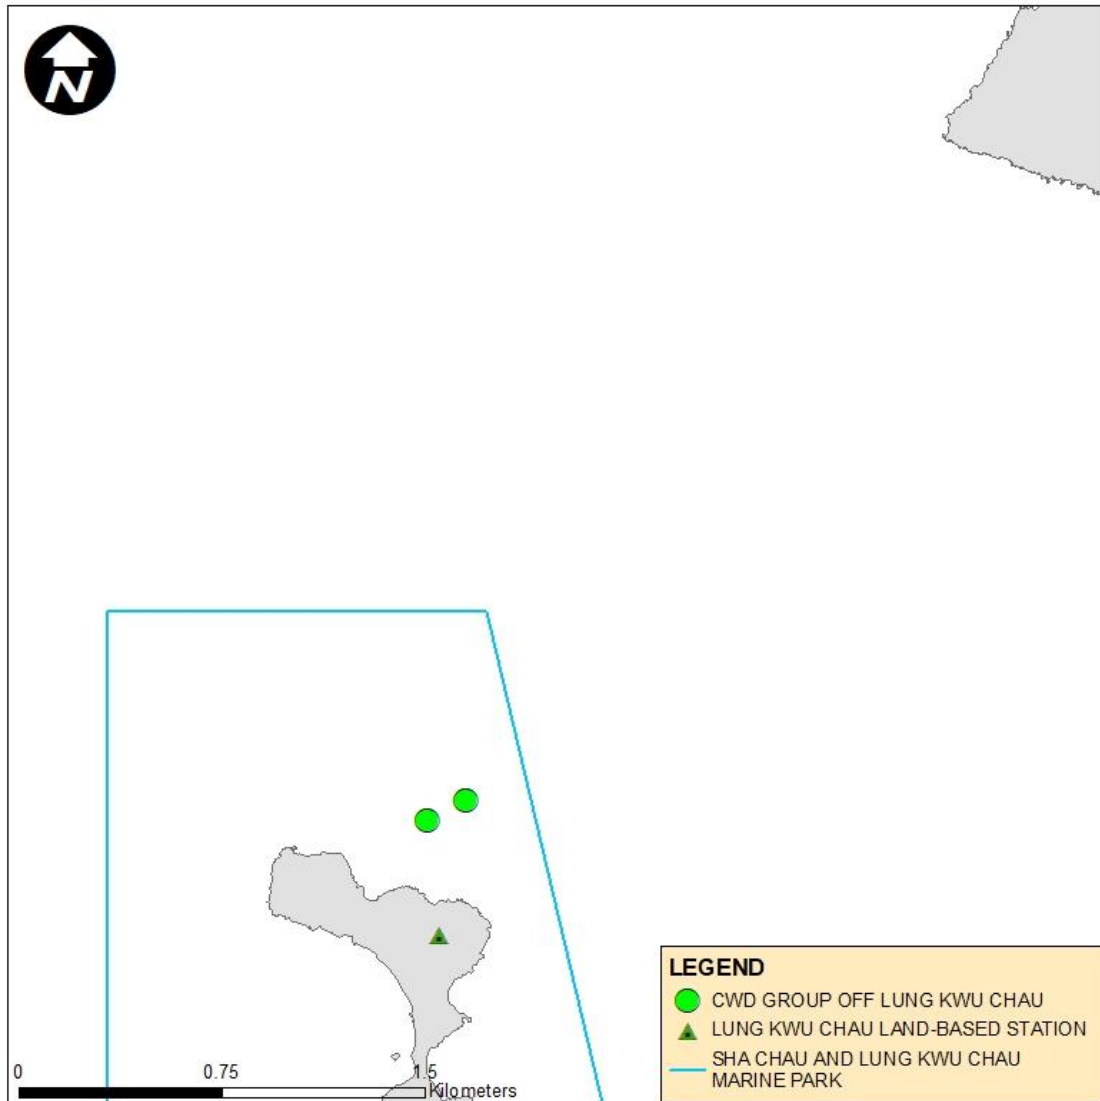 N
LEGEND
CWD GROUP OFF LUNG KWU CHAU
LUNG KWU CHAU LAND-BASED STATION
SHA CHAU AND LUNG KWU CHAU
MARINE PARK
0 0.75 1.5
Kilometers